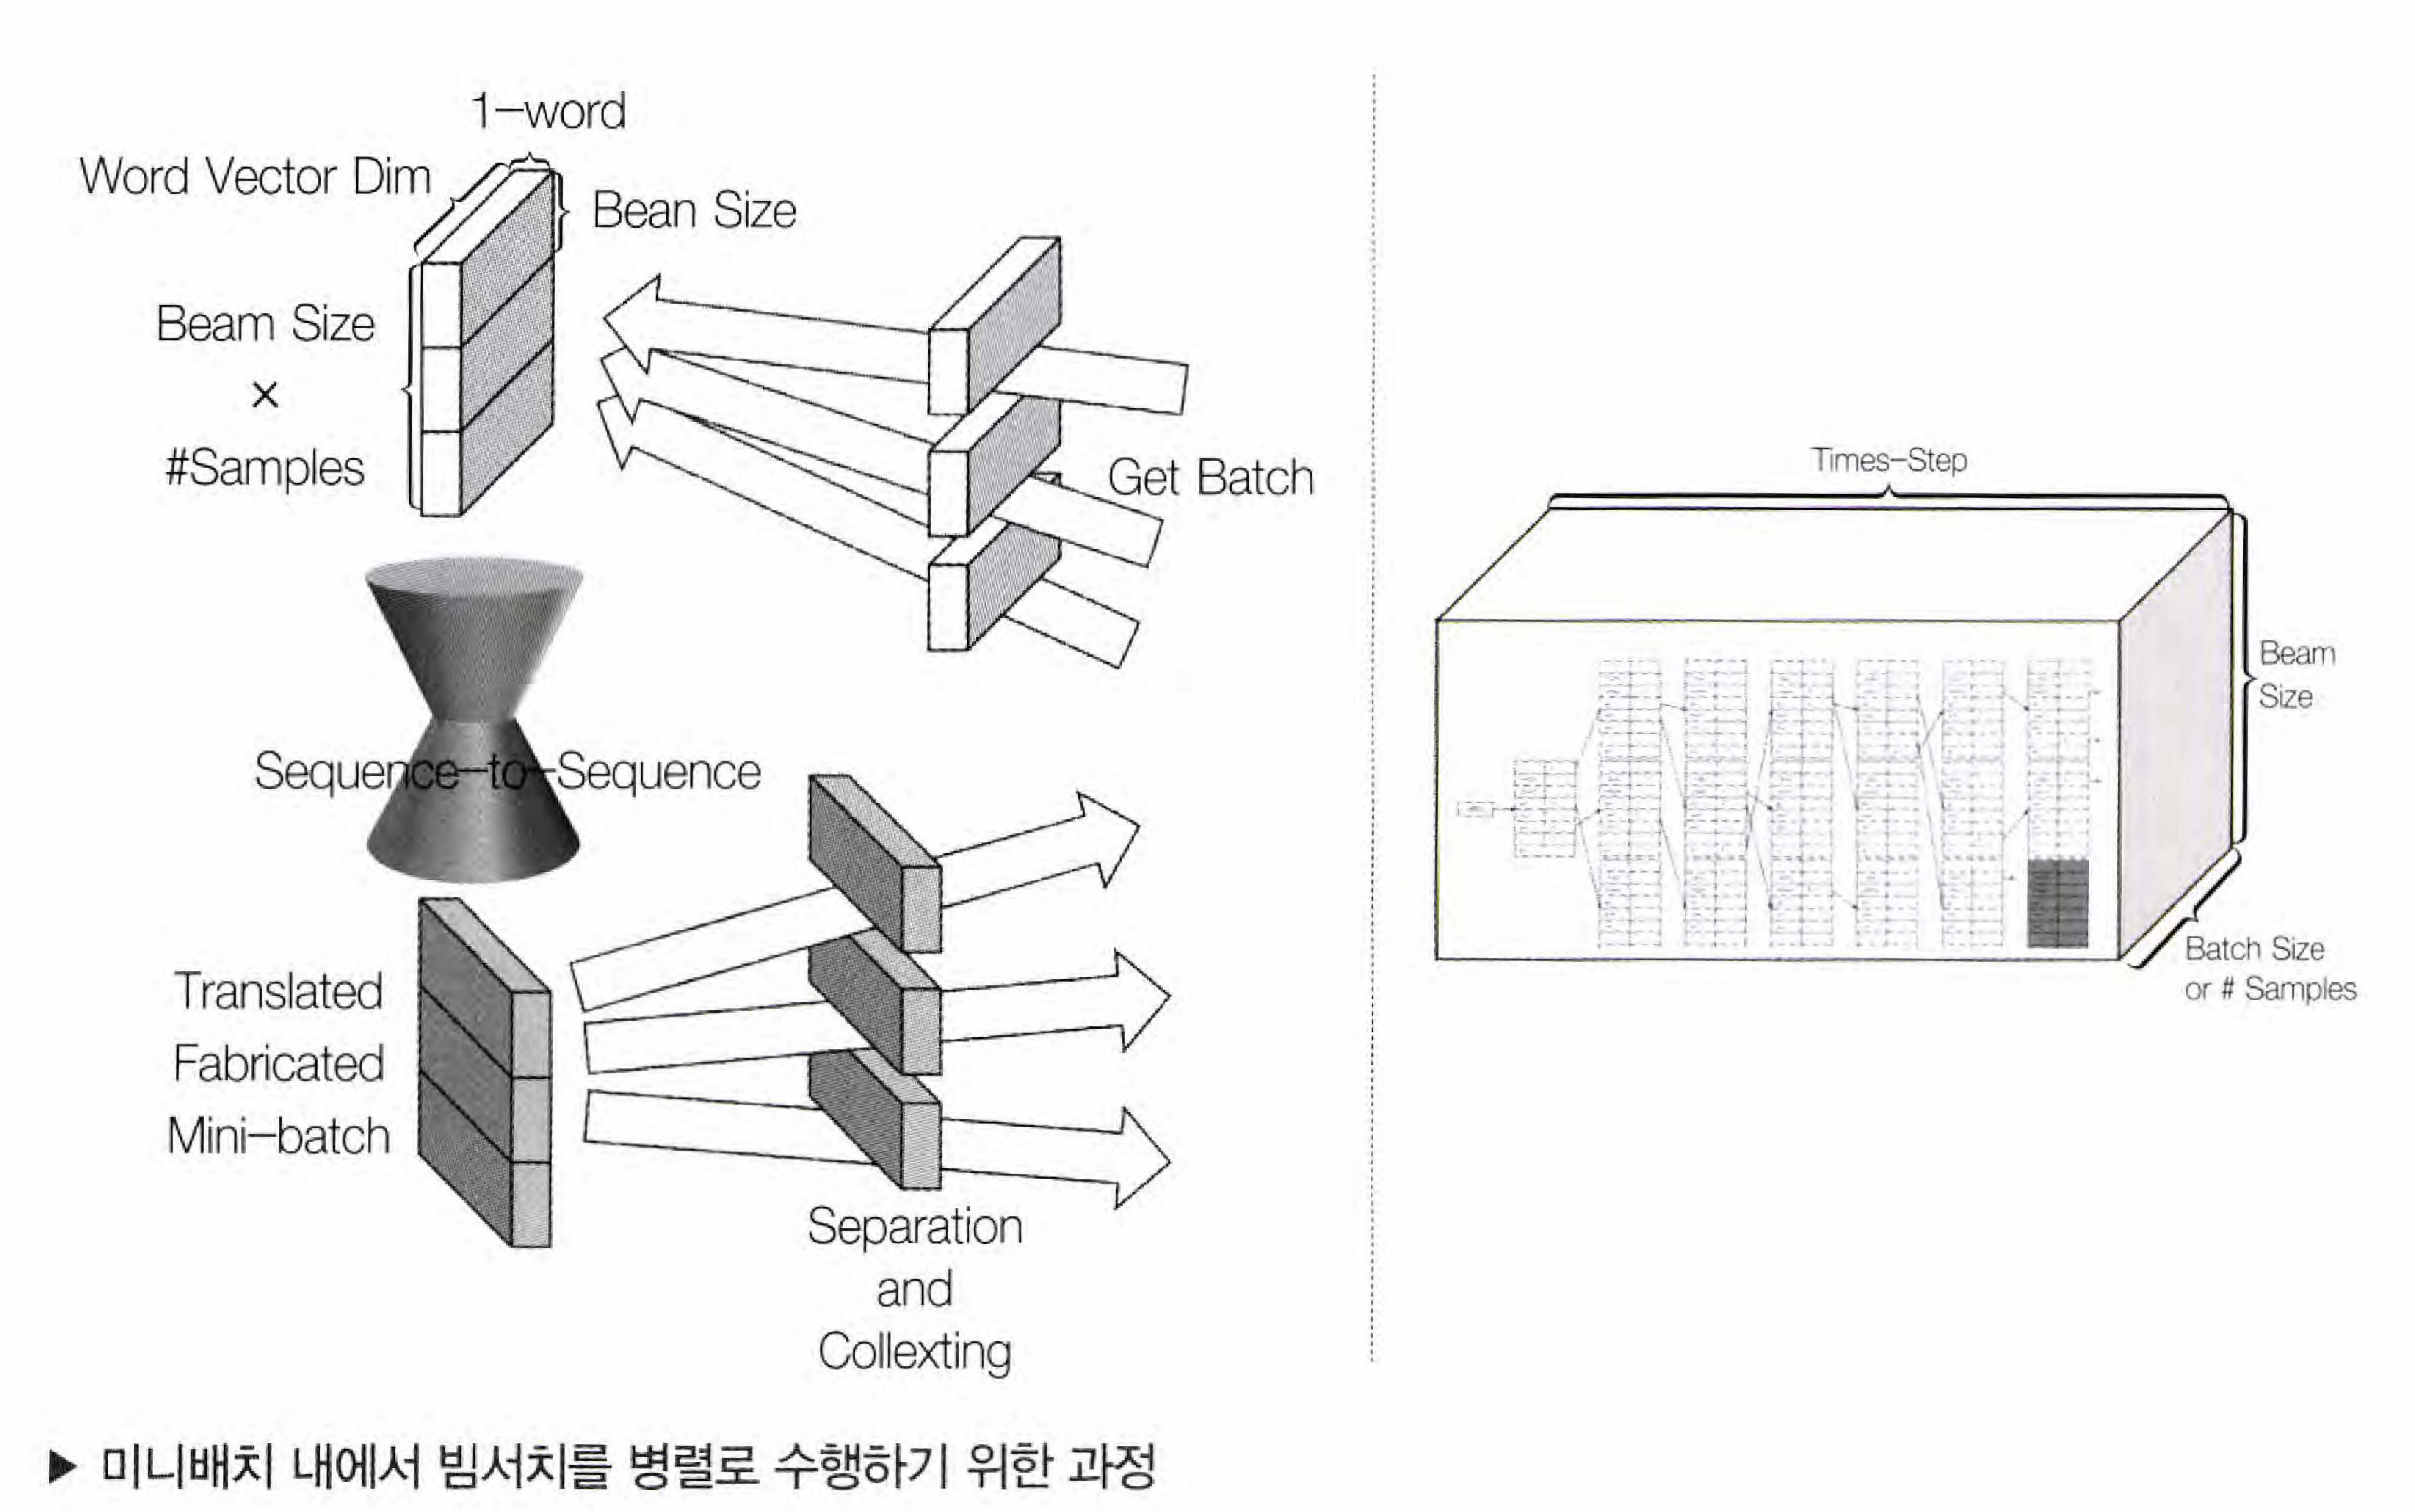 1-word
Word Vector Dim
Bean Size
Beam Size
×
#Samples
Get Batch
Sequence-to-Sequence
Translated
Fabricated
Mini-batch
Separation
and
Collexting
Times-Step
Beam
Size
Batch Size
or # Samples
▶ 미니배치 내에서 빔서치를 병렬로 수행하기 위한 과정